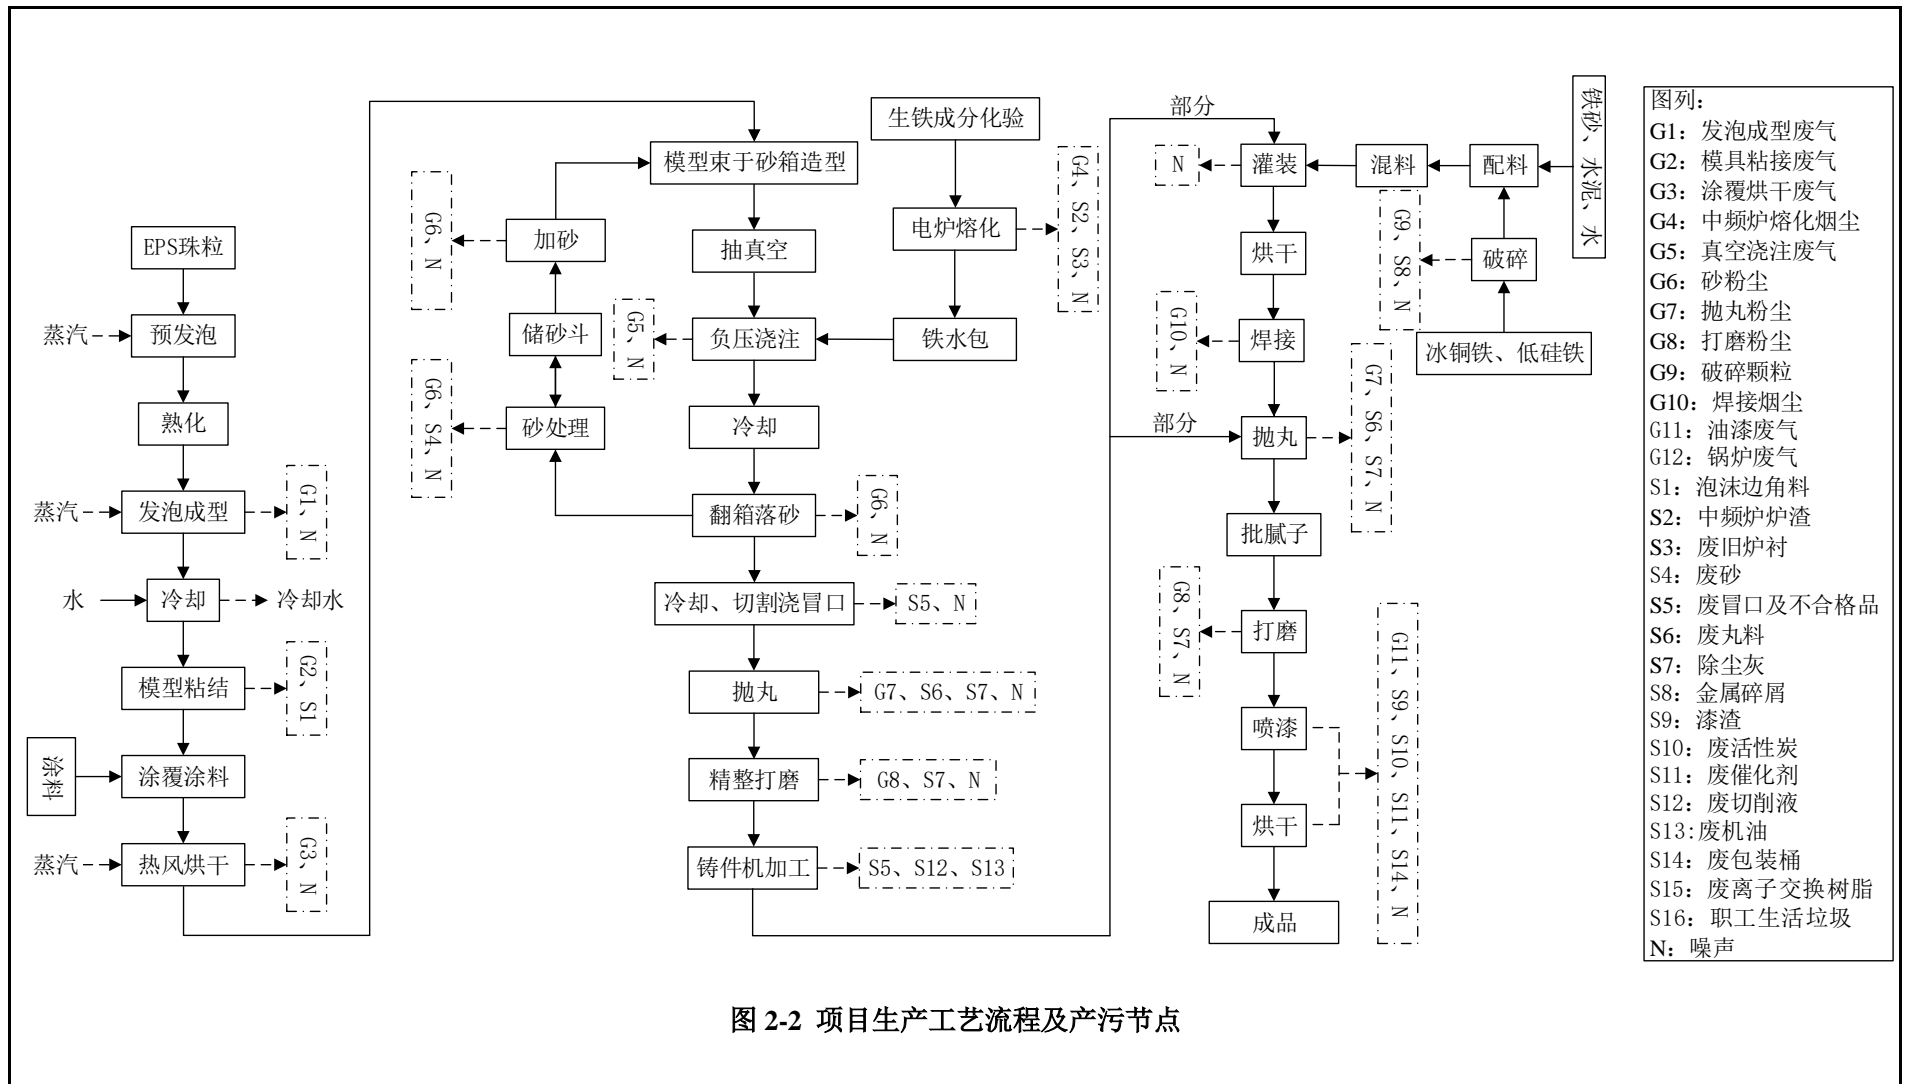 EPS珠粒
蒸汽
预发泡
熟化
蒸汽
发泡成型
G1、N
水
冷却
冷却水
模型粘结
G2、S1
涂料
涂覆涂料
蒸汽
热风烘干
G3、N
模型束于砂箱造型
加砂
G6、N
储砂斗
砂处理
G6、S4、N
抽真空
负压浇注
G5、N
冷却
翻箱落砂
G6、N
冷却、切割浇冒口
S5、N
抛丸
G7、S6、S7、N
精整打磨
G8、S7、N
铸件机加工
S5、S12、S13
生铁成分化验
电炉熔化
G4、S2、S3、N
铁水包
部分
灌装
N
混料
配料
铁砂、水泥、水
破碎
G9、S8、N
冰铜铁、低硅铁
烘干
焊接
G10、N
部分
抛丸
G7、S6、S7、N
批腻子
打磨
G8、S7、N
喷漆
烘干
G11、S9、S10、S11、S14、N
成品
图列：
G1：发泡成型废气
G2：模具粘接废气
G3：涂覆烘干废气
G4：中频炉熔化烟尘
G5：真空浇注废气
G6：砂粉尘
G7：抛丸粉尘
G8：打磨粉尘
G9：破碎颗粒
G10：焊接烟尘
G11：油漆废气
G12：锅炉废气
S1：泡沫边角料
S2：中频炉炉渣
S3：废旧炉衬
S4：废砂
S5：废冒口及不合格品
S6：废丸料
S7：除尘灰
S8：金属碎屑
S9：漆渣
S10：废活性炭
S11：废催化剂
S12：废切削液
S13:废机油
S14：废包装桶
S15：废离子交换树脂
S16：职工生活垃圾
N：噪声
图 2-2 项目生产工艺流程及产污节点